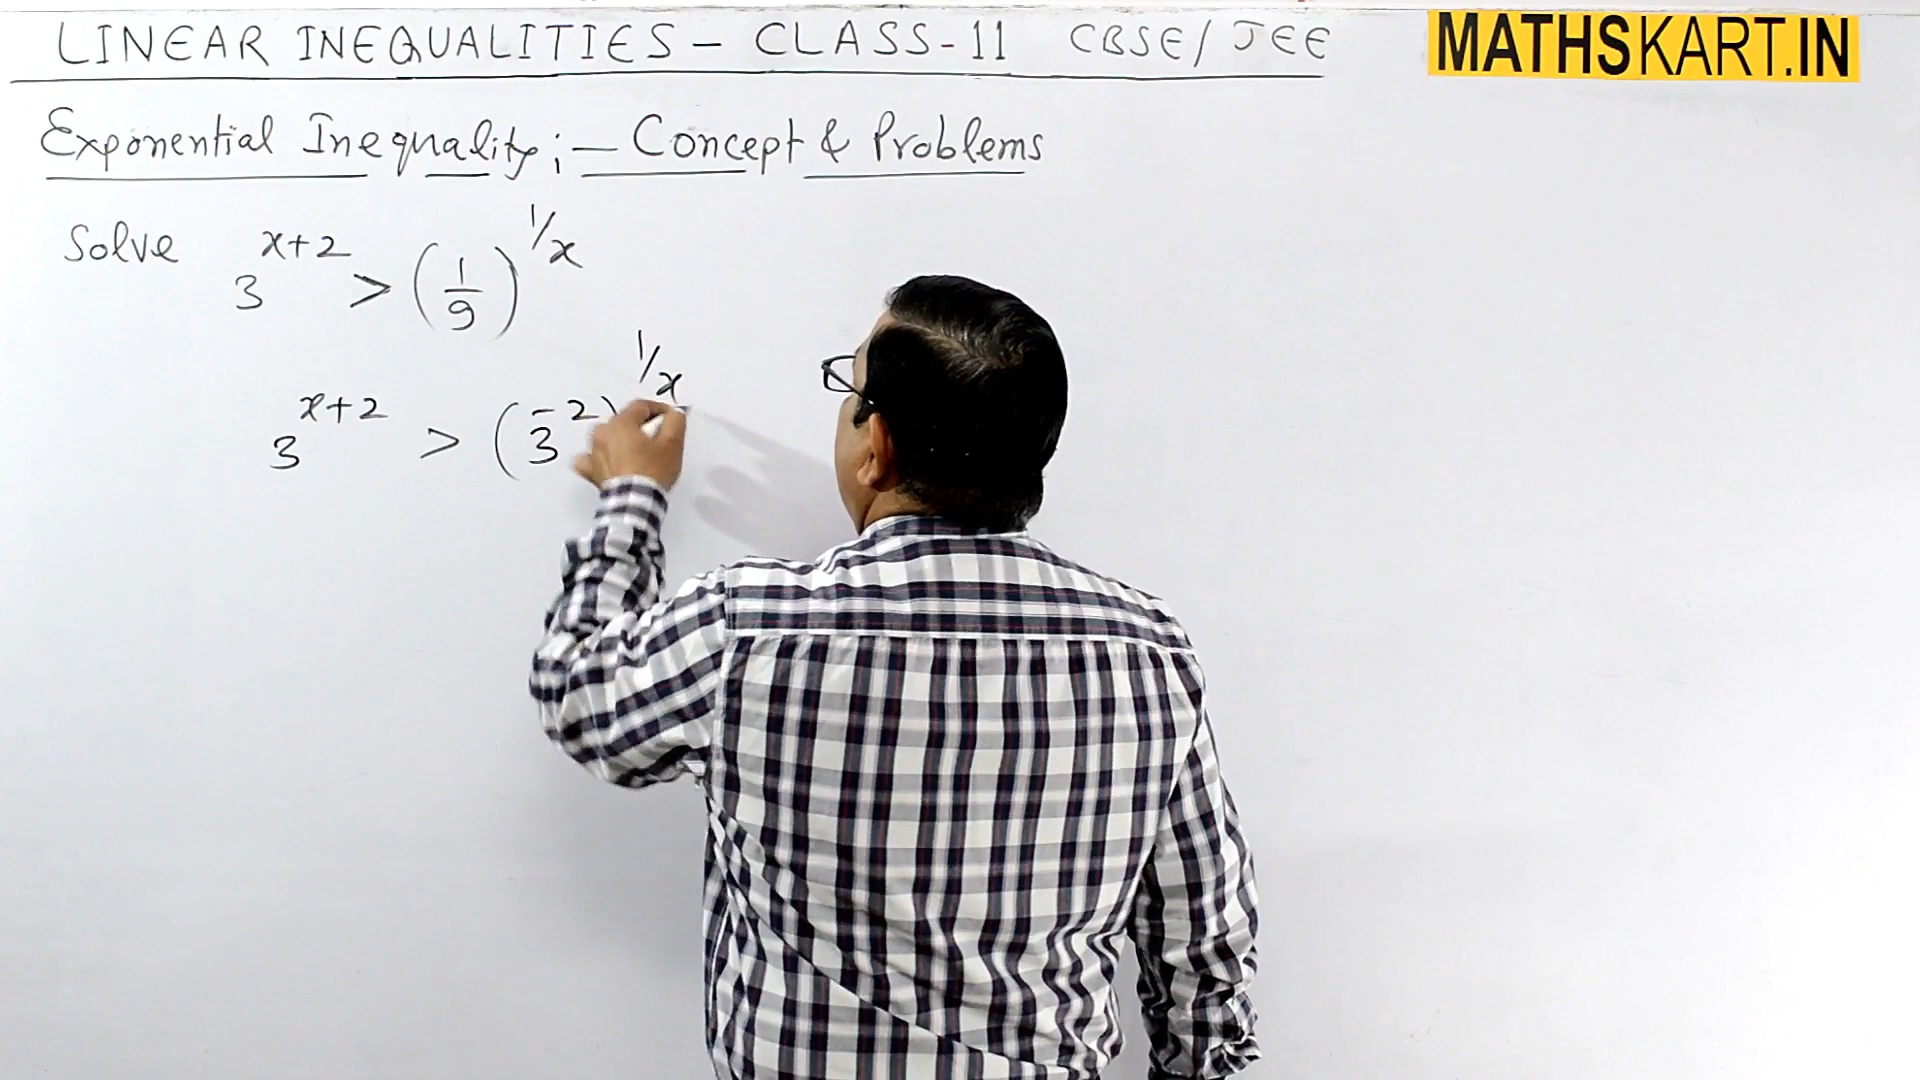 LINEAR INEQUALITIES – CLASS-11 CBSE/JEE
MATHSKART.IN
Exponential Inequality;— Concept & Problems
Solve 3^(x+2) > (1/9)^(1/x)
3^(x+2) > (3^-2)^(1/x)